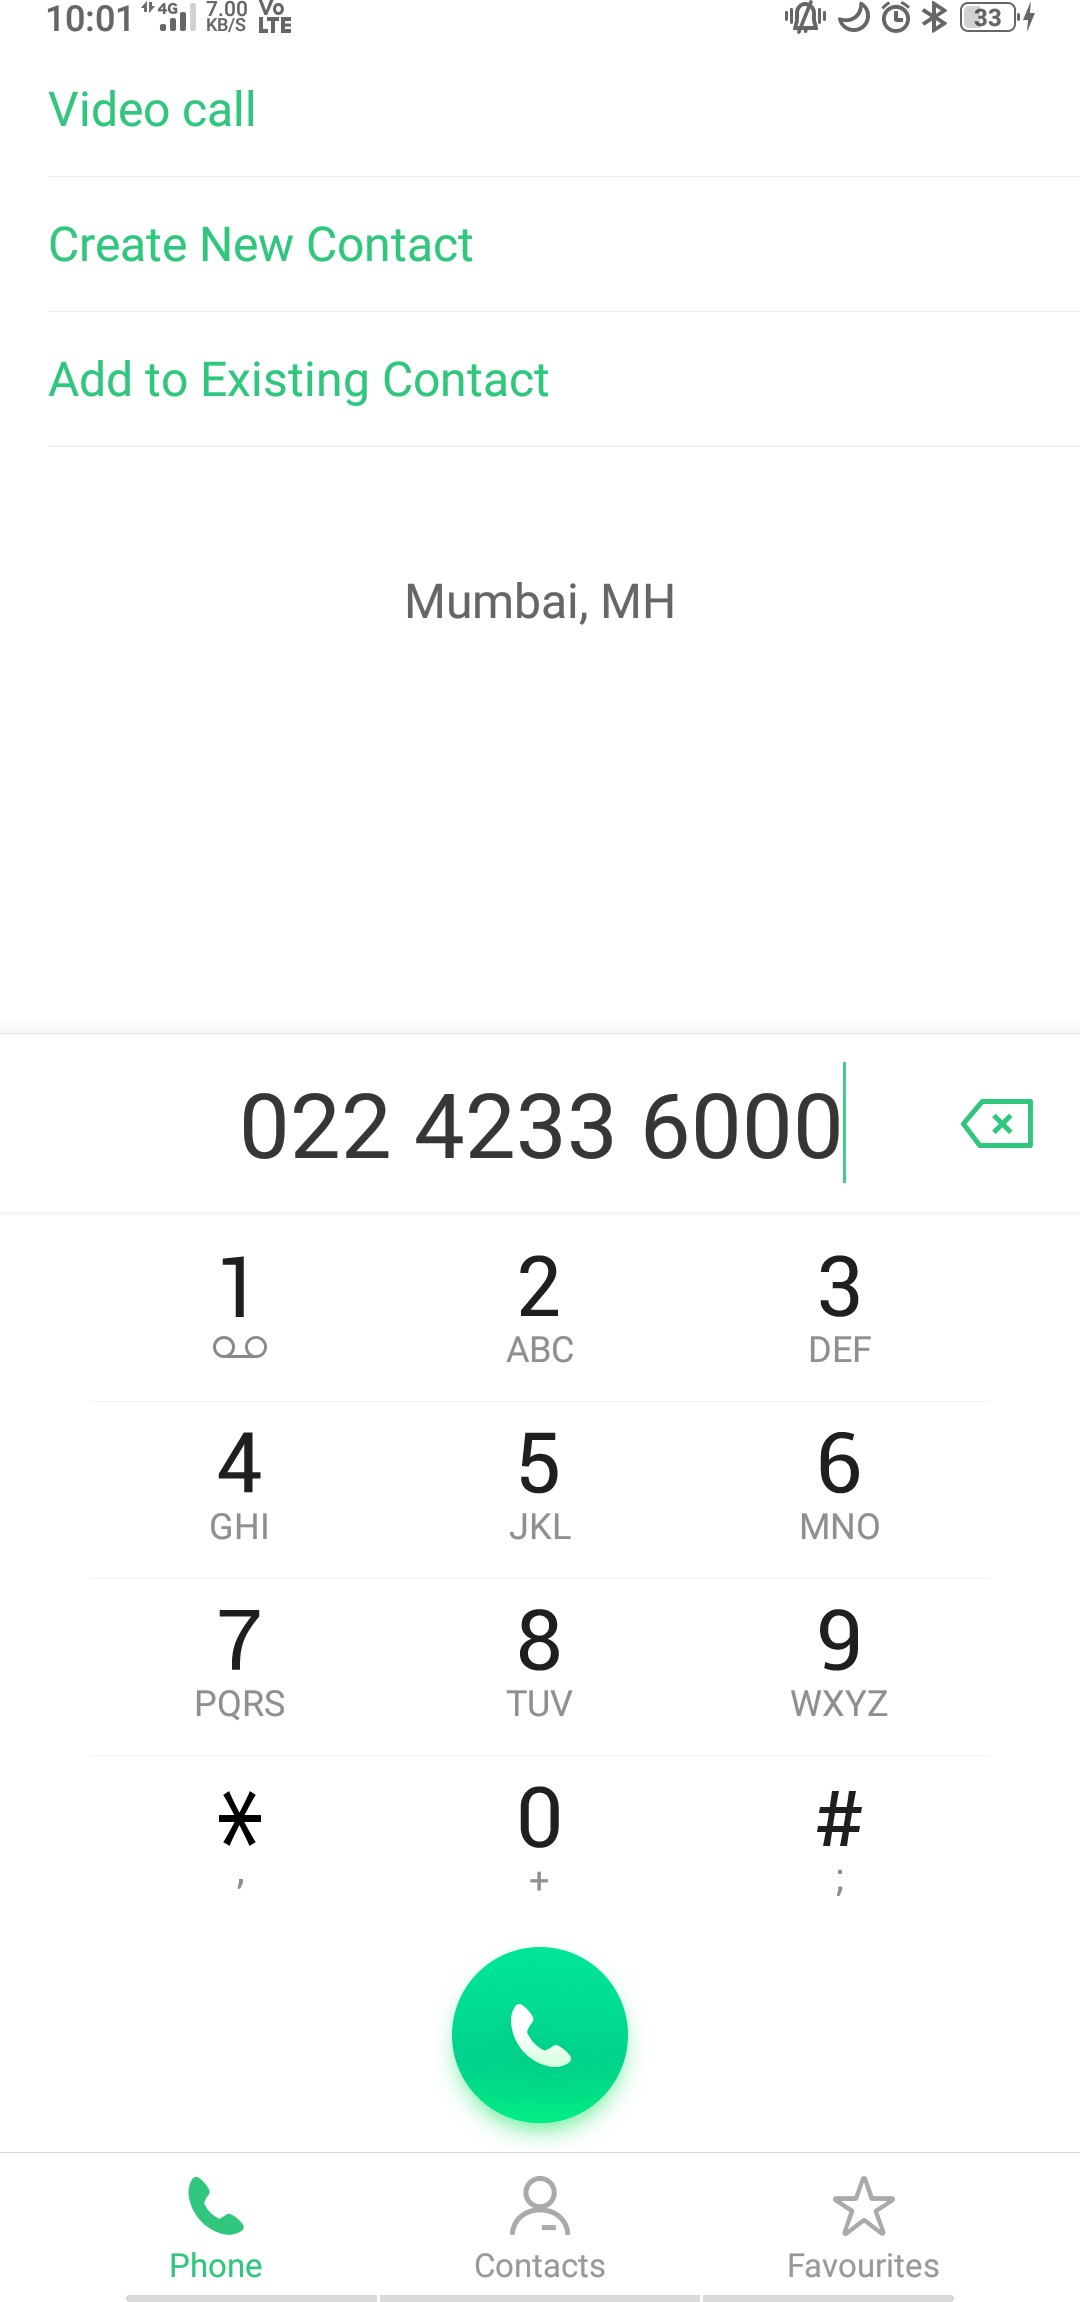 10:01 4G 7.00 KB/S Vo LTE 33
Video call
Create New Contact
Add to Existing Contact
Mumbai, MH
022 4233 6000
1 2 3
ABC DEF
4 5 6
GHI JKL MNO
7 8 9
PQRS TUV WXYZ
* 0 #
, + ;
Phone Contacts Favourites